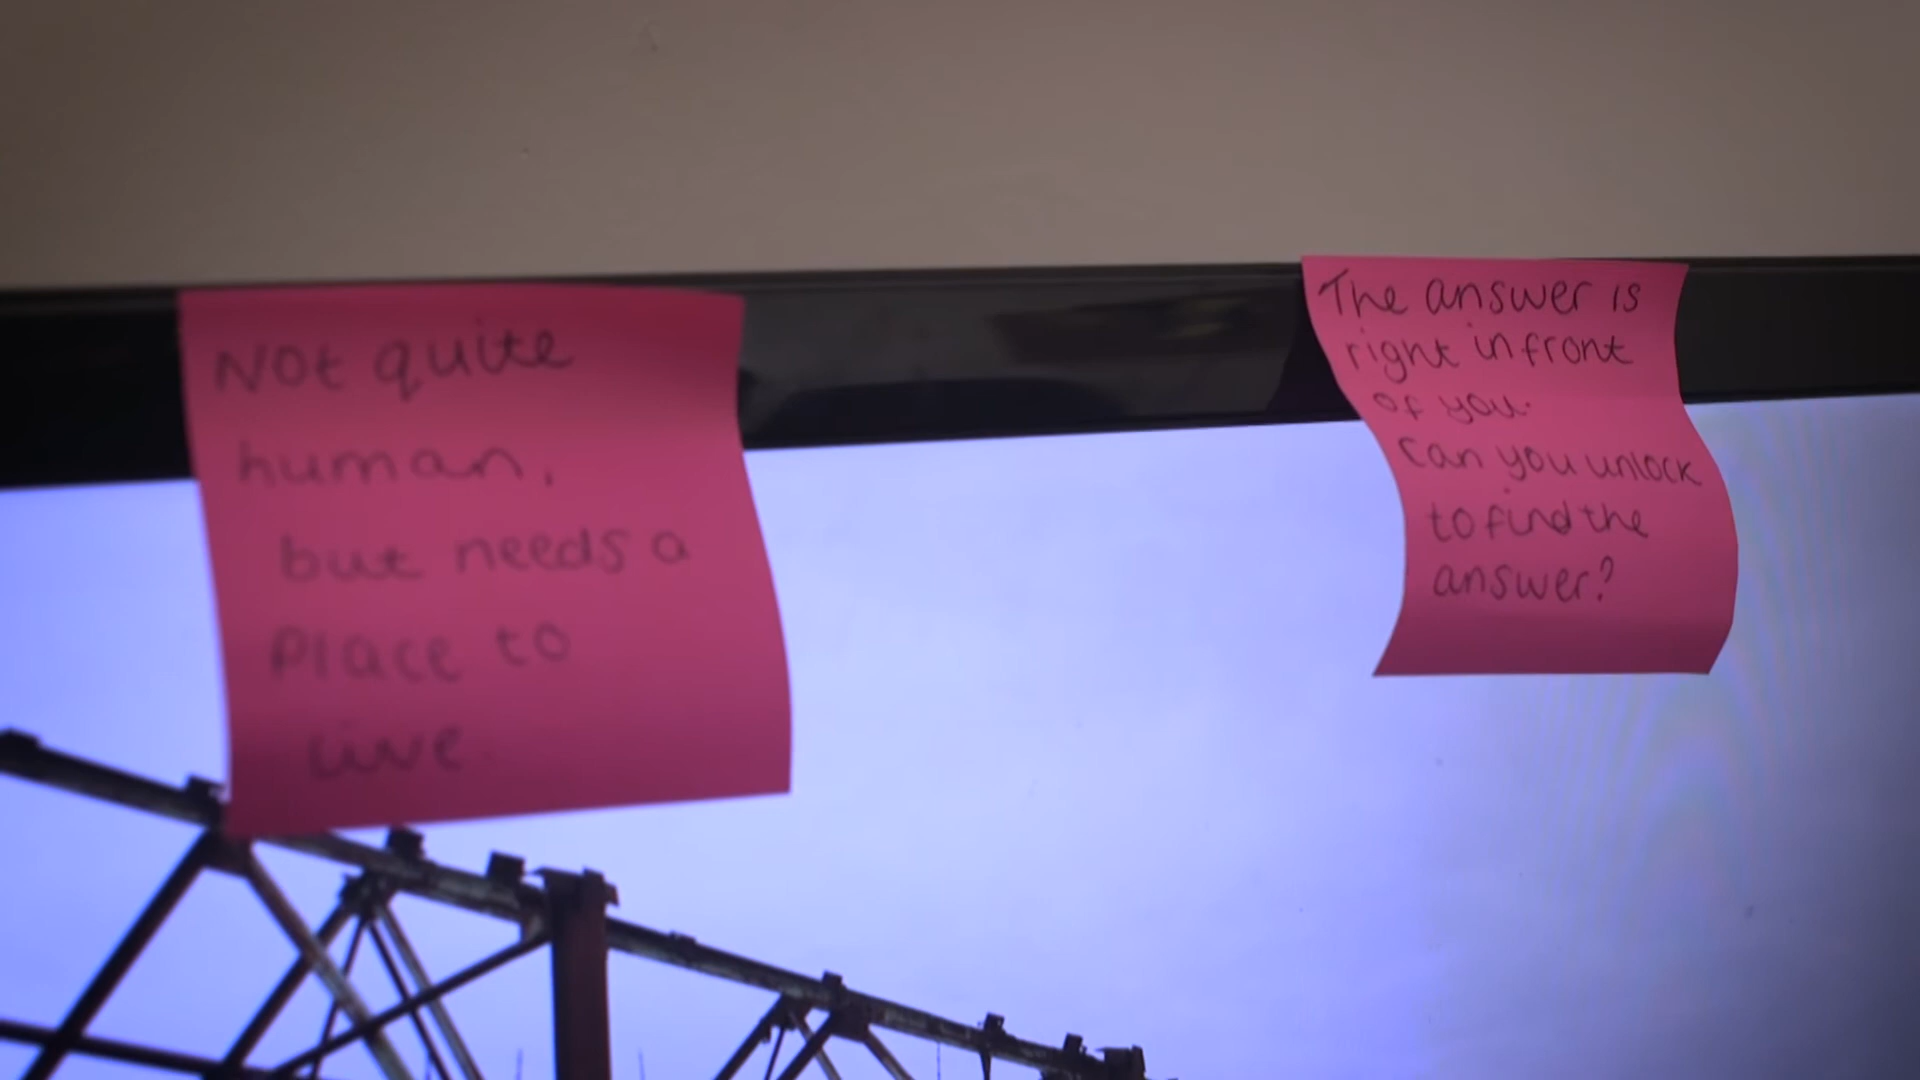 Not quite
human,
but needs a
Place to
live.
The answer is
right in front
of you.
Can you unlock
to find the
answer?